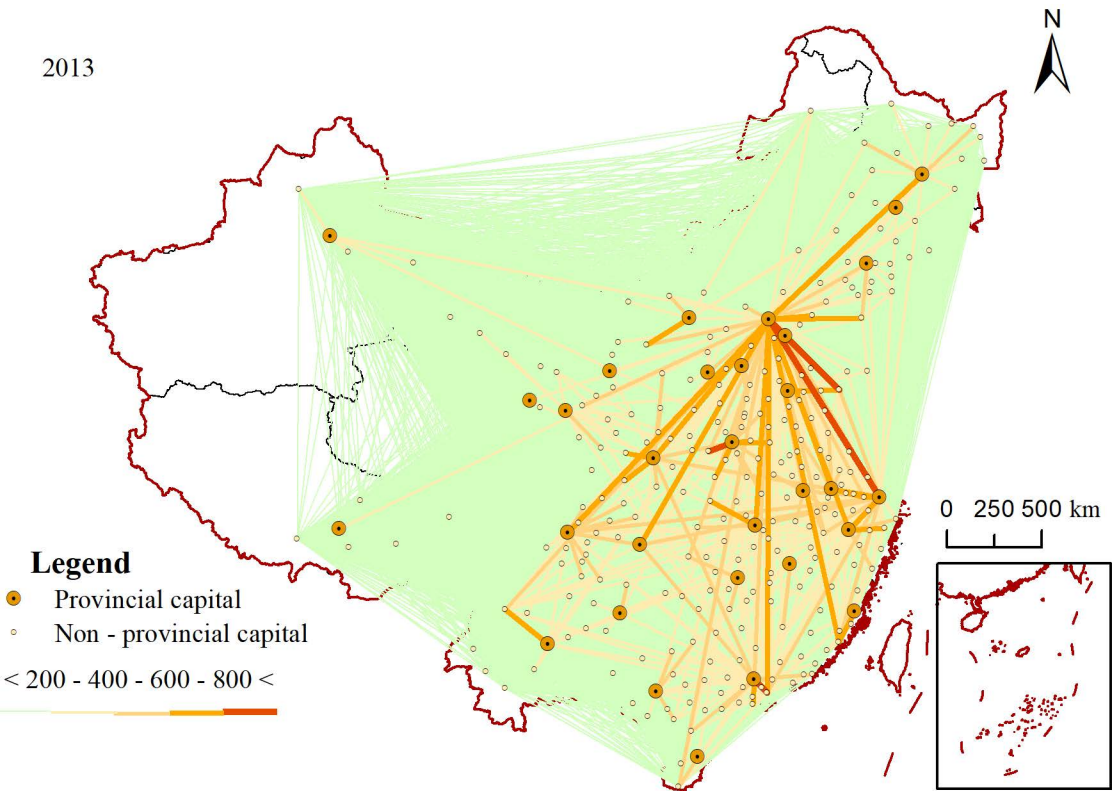 N
2013
0 250 500 km
Legend
Provincial capital
Non - provincial capital
< 200 - 400 - 600 - 800 <